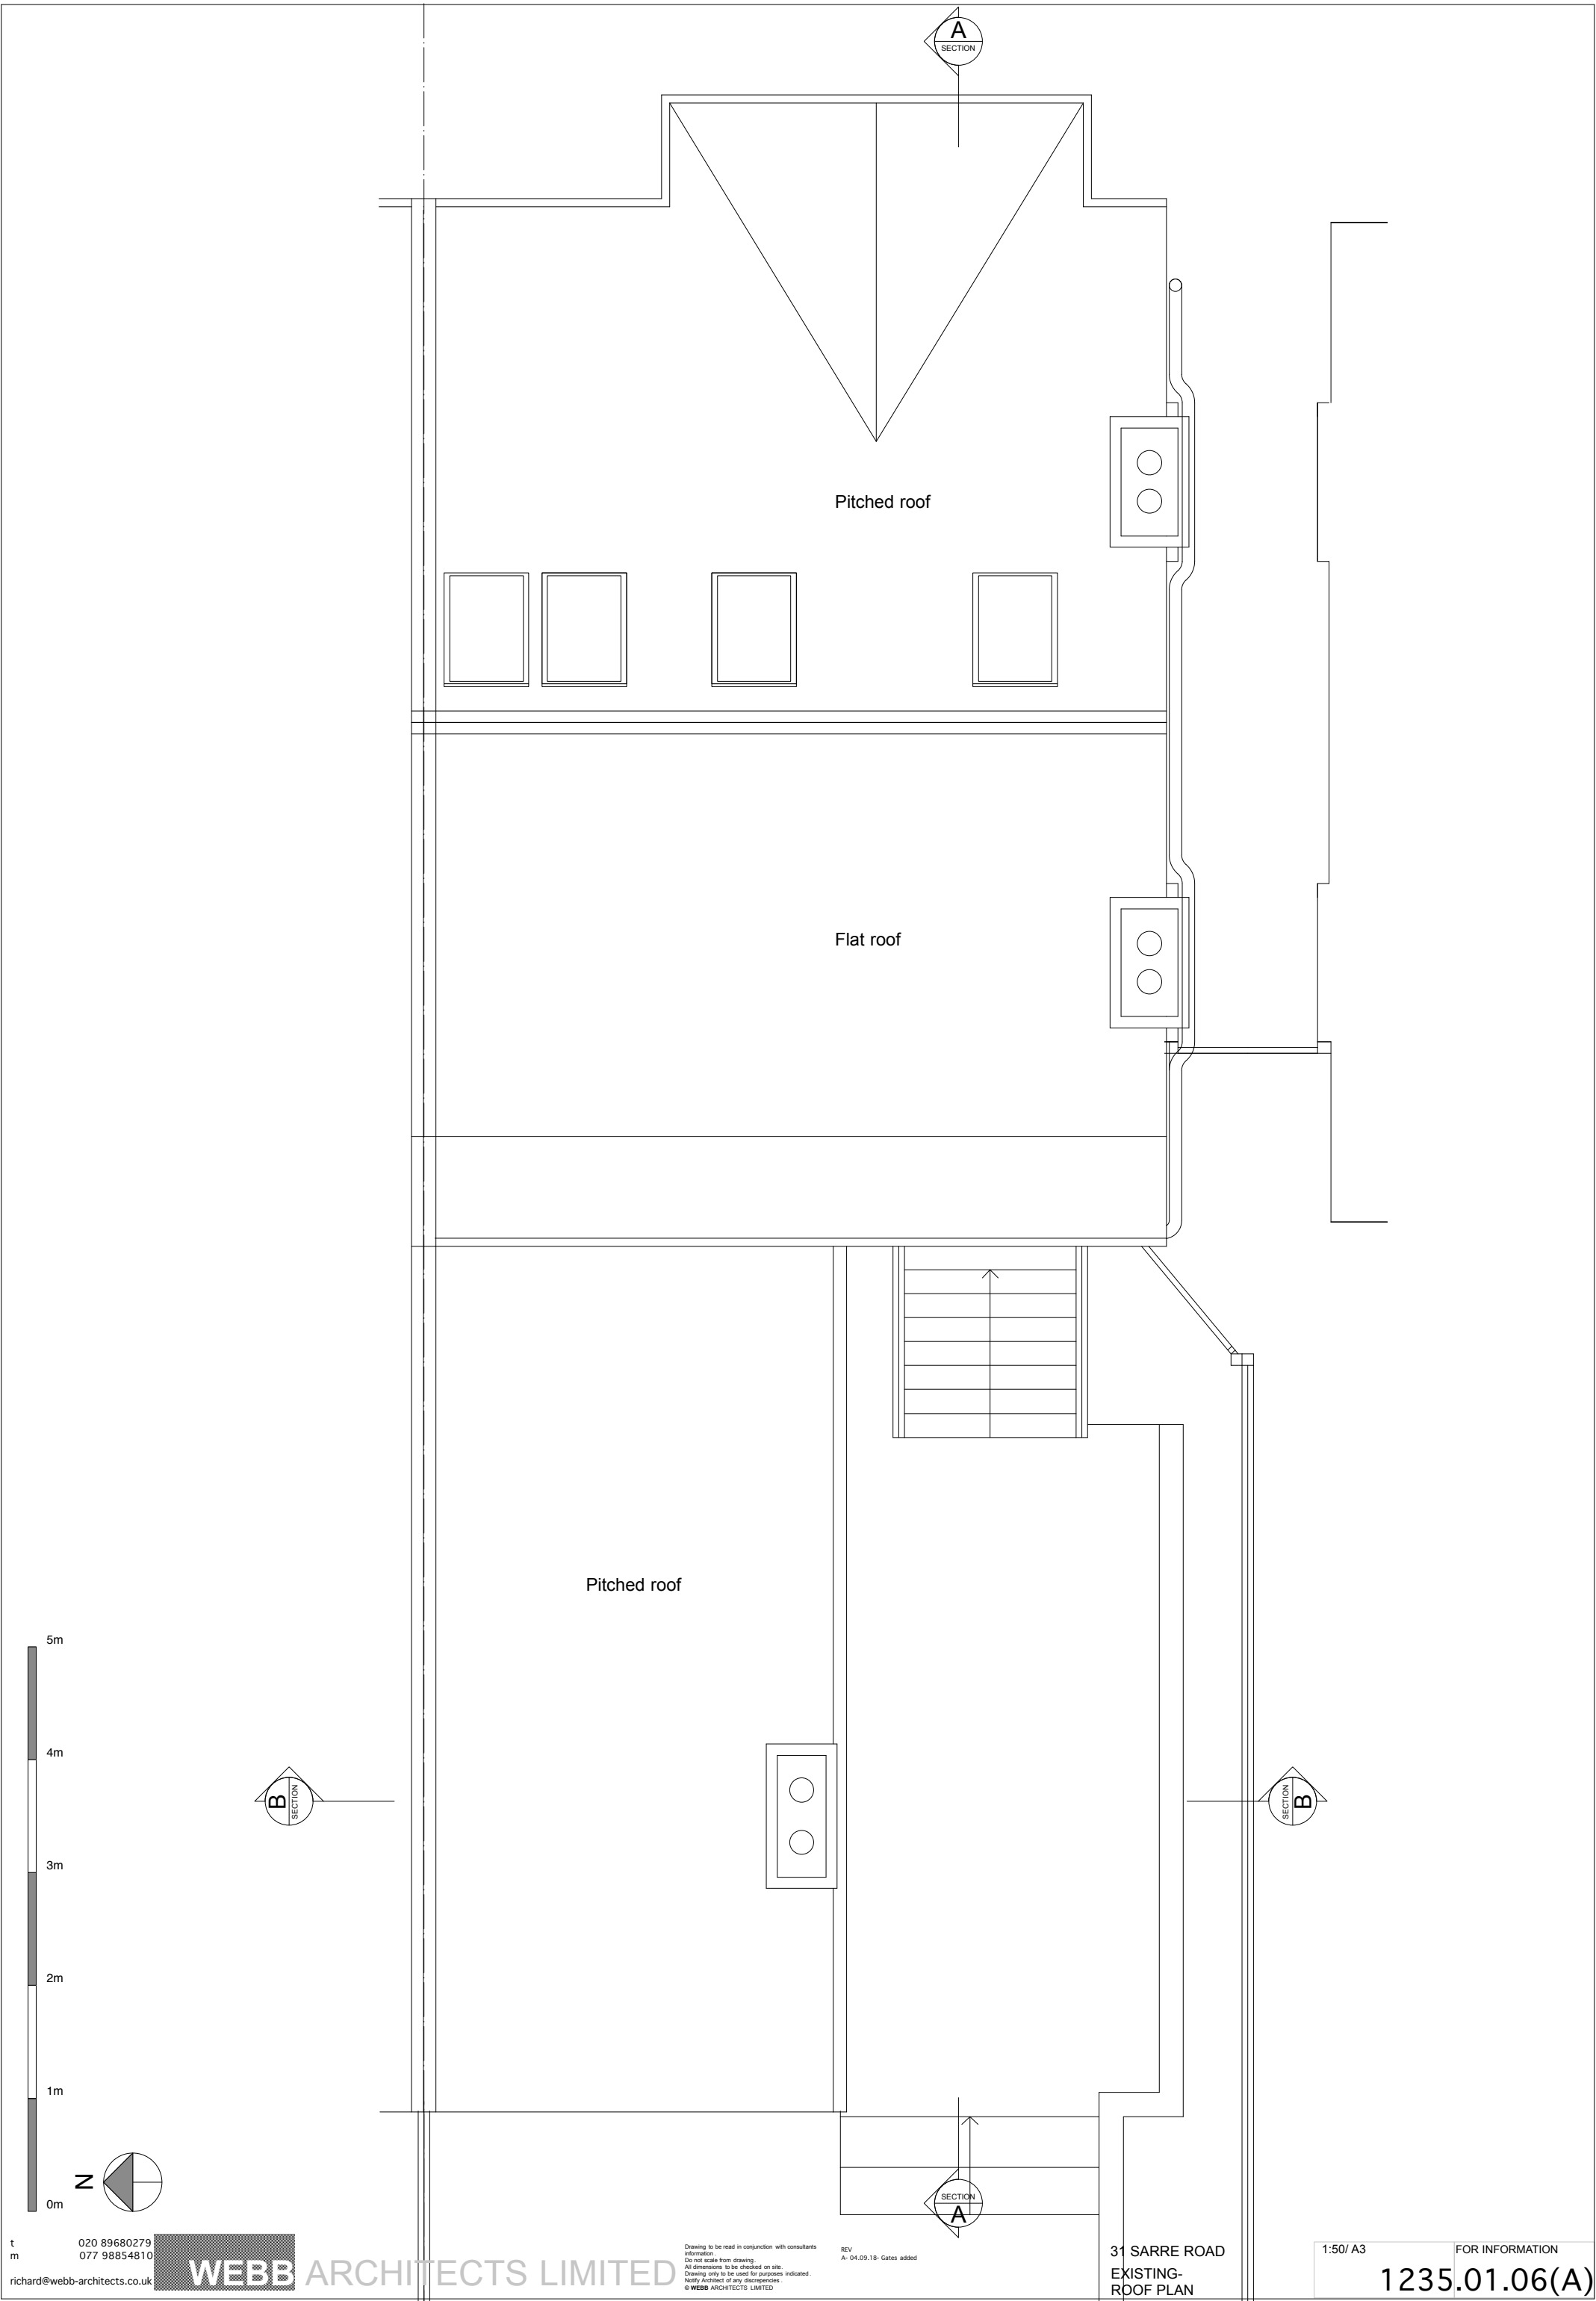 A
SECTION
Pitched roof
Flat roof
Pitched roof
5m
4m
3m
2m
1m
0m
B
SECTION
SECTION
B
N
SECTION
A
t 020 89680279
m 077 98854810
richard@webb-architects.co.uk
WEBB ARCHITECTS LIMITED
Drawing to be read in conjunction with consultants
information .
Do not scale from drawing.
All dimensions to be checked on site.
Drawing only to be used for purposes indicated .
Notify Architect of any discrepencies .
© WEBB ARCHITECTS LIMITED
REV
A- 04.09.18- Gates added
31 SARRE ROAD
EXISTING-
ROOF PLAN
1:50/ A3
FOR INFORMATION
1235.01.06(A)